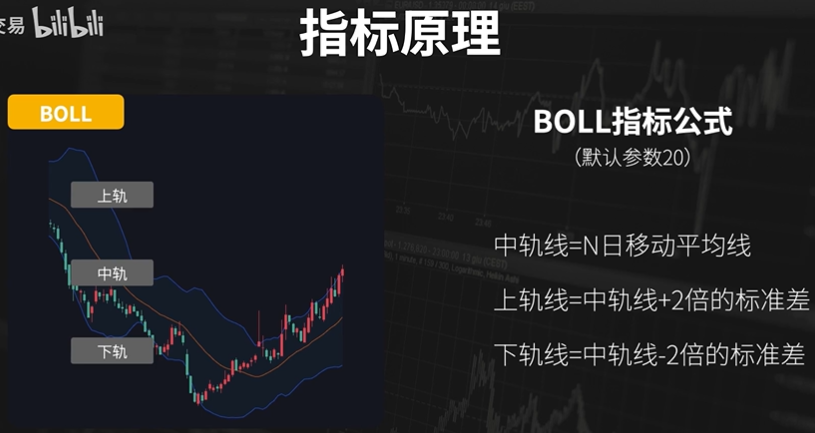 交易 bilibili
指标原理
BOLL
上轨
中轨
下轨
BOLL指标公式
（默认参数20）
中轨线=N日移动平均线
上轨线=中轨线+2倍的标准差
下轨线=中轨线-2倍的标准差